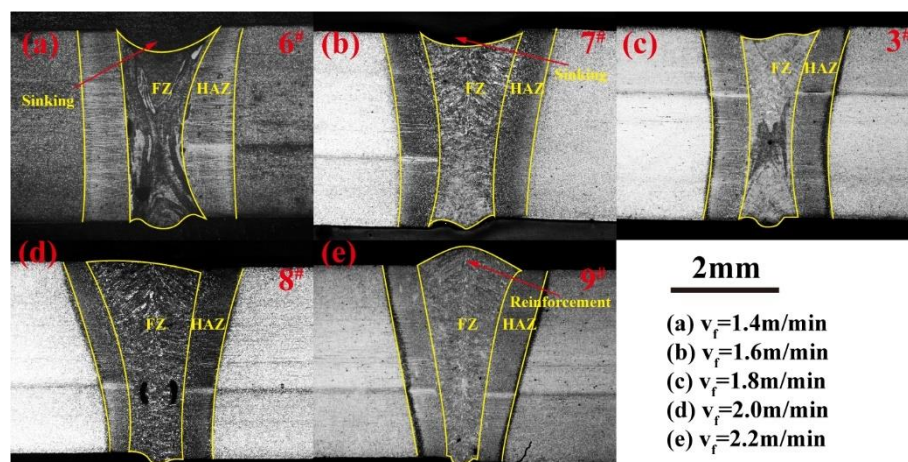 (a)
6#
Sinking
FZ
HAZ
(b)
7#
Sinking
FZ
HAZ
(c)
3#
FZ
HAZ
(d)
8#
FZ
HAZ
(e)
9#
Reinforcement
FZ
HAZ
2mm
(a) vf=1.4m/min
(b) vf=1.6m/min
(c) vf=1.8m/min
(d) vf=2.0m/min
(e) vf=2.2m/min